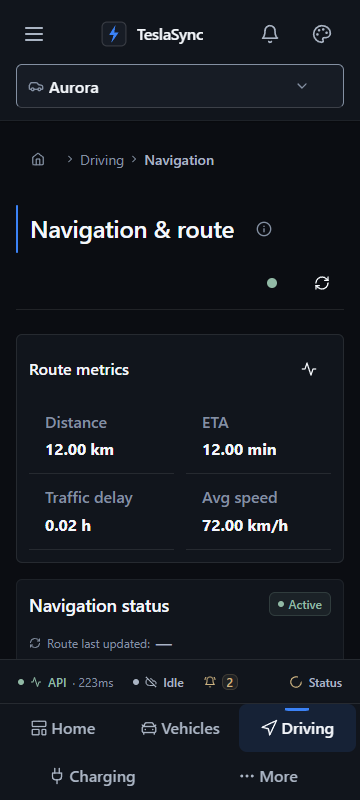 TeslaSync
Aurora
Driving
Navigation
Navigation & route
Route metrics
Distance
ETA
12.00 km
12.00 min
Traffic delay
Avg speed
0.02 h
72.00 km/h
Navigation status
Active
Route last updated: —
API · 223ms
Idle
2
Status
Home
Vehicles
Driving
Charging
More